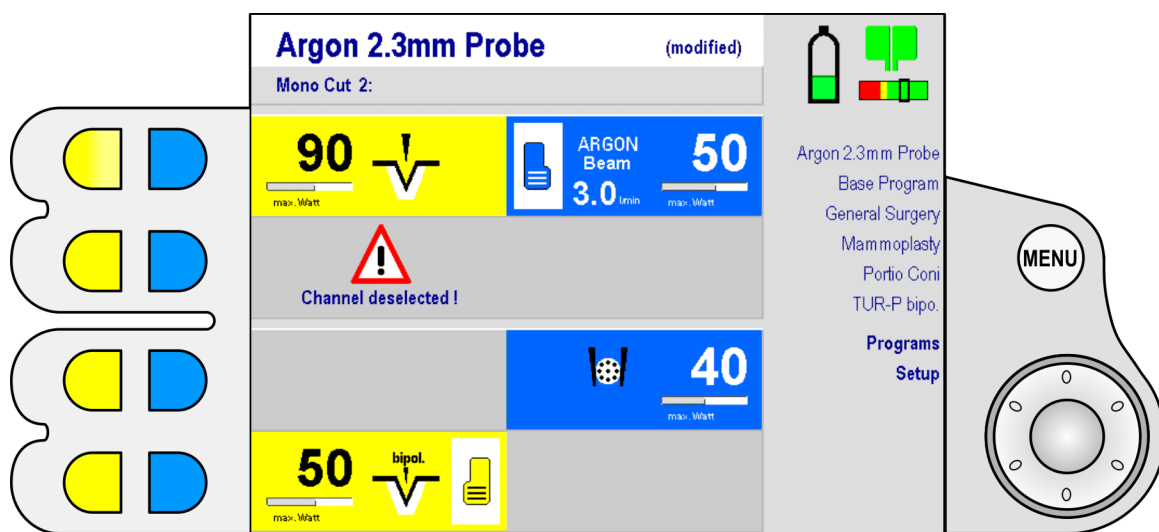 Argon 2.3mm Probe (modified)
Mono Cut 2:
90
max. Watt
ARGON
Beam
3.0 l/min
50
max. Watt
Channel deselected !
40
max. Watt
50
max. Watt
bipol.
Argon 2.3mm Probe
Base Program
General Surgery
Mammoplasty
Portio Coni
TUR-P bipo.
Programs
Setup
MENU